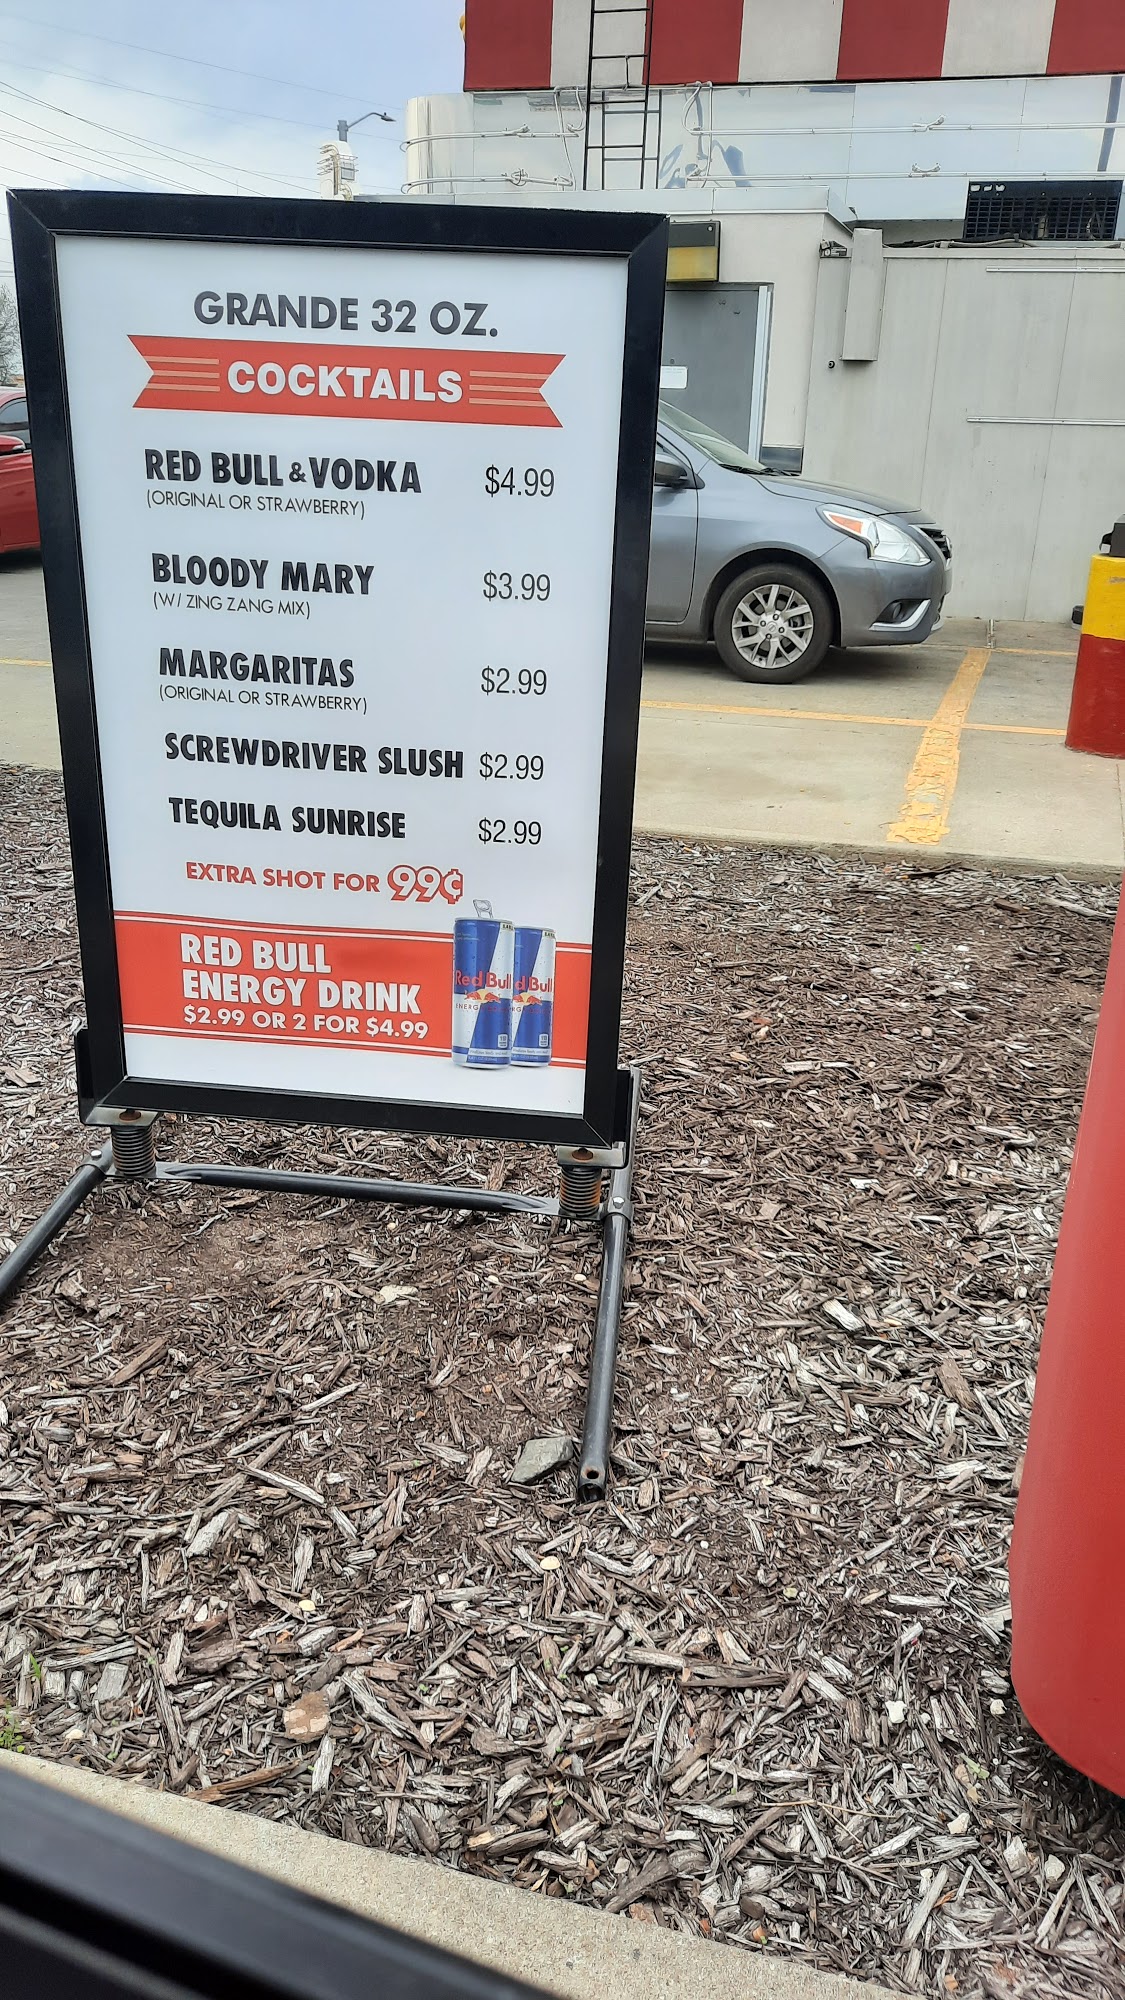 GRANDE 32 OZ.
COCKTAILS
RED BULL & VODKA $4.99
(ORIGINAL OR STRAWBERRY)
BLOODY MARY $3.99
(W/ ZING ZANG MIX)
MARGARITAS $2.99
(ORIGINAL OR STRAWBERRY)
SCREWDRIVER SLUSH $2.99
TEQUILA SUNRISE $2.99
EXTRA SHOT FOR 99¢
RED BULL
ENERGY DRINK
$2.99 OR 2 FOR $4.99
Red Bull d Bull